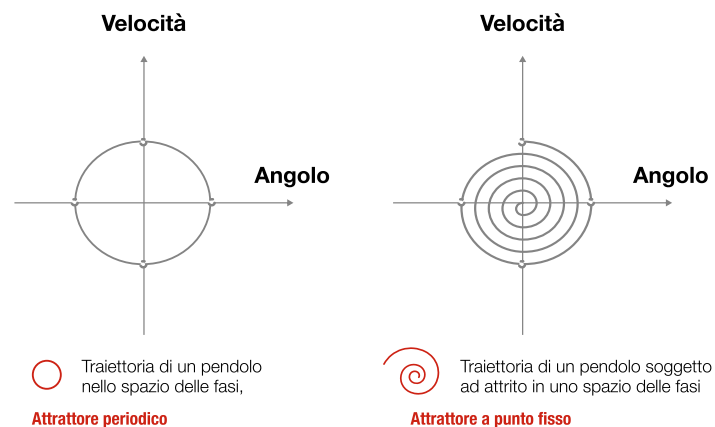 Velocità
Angolo
Traiettoria di un pendolo
nello spazio delle fasi,
Attrattore periodico
Velocità
Angolo
Traiettoria di un pendolo soggetto
ad attrito in uno spazio delle fasi
Attrattore a punto fisso